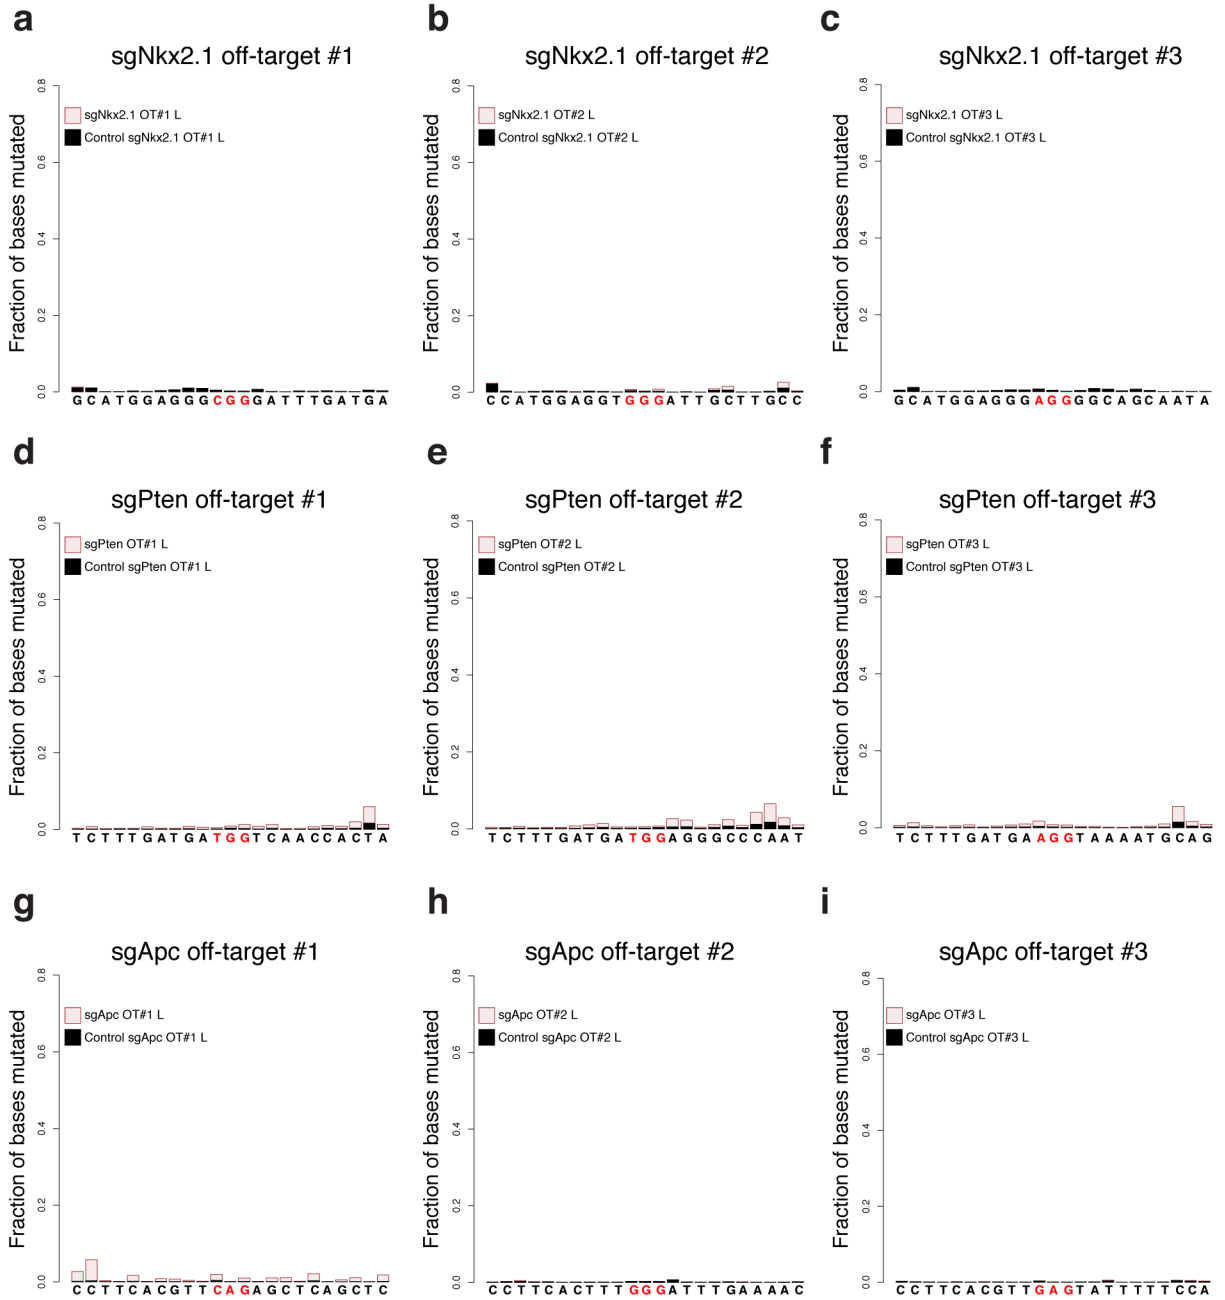 a
sgNkx2.1 off-target #1
Fraction of bases mutated
0.0 0.2 0.4 0.6 0.8
sgNkx2.1 OT#1 L
Control sgNkx2.1 OT#1 L
G C A T G G A G G G C G G G A T T T G A T G A
b
sgNkx2.1 off-target #2
Fraction of bases mutated
0.0 0.2 0.4 0.6 0.8
sgNkx2.1 OT#2 L
Control sgNkx2.1 OT#2 L
C C A T G G A G G T G G G A T T G C T T G C C
c
sgNkx2.1 off-target #3
Fraction of bases mutated
0.0 0.2 0.4 0.6 0.8
sgNkx2.1 OT#3 L
Control sgNkx2.1 OT#3 L
G C A T G G A G G G A G G G G C A G C A A T A
d
sgPten off-target #1
Fraction of bases mutated
0.0 0.2 0.4 0.6 0.8
sgPten OT#1 L
Control sgPten OT#1 L
T C T T T G A T G A T G G T C A A C C A C T A
e
sgPten off-target #2
Fraction of bases mutated
0.0 0.2 0.4 0.6 0.8
sgPten OT#2 L
Control sgPten OT#2 L
T C T T T G A T G A T G G A G G G C C C A A T
f
sgPten off-target #3
Fraction of bases mutated
0.0 0.2 0.4 0.6 0.8
sgPten OT#3 L
Control sgPten OT#3 L
T C T T T G A T G A A G G T A A A A T G C A G
g
sgApc off-target #1
Fraction of bases mutated
0.0 0.2 0.4 0.6 0.8
sgApc OT#1 L
Control sgApc OT#1 L
C C T T C A C G T T C A G A G C T C A G C T C
h
sgApc off-target #2
Fraction of bases mutated
0.0 0.2 0.4 0.6 0.8
sgApc OT#2 L
Control sgApc OT#2 L
C C T T C A C T T T G G G A T T T G A A A A C
i
sgApc off-target #3
Fraction of bases mutated
0.0 0.2 0.4 0.6 0.8
sgApc OT#3 L
Control sgApc OT#3 L
C C T T C A C G T T G A G T A T T T T T C C A